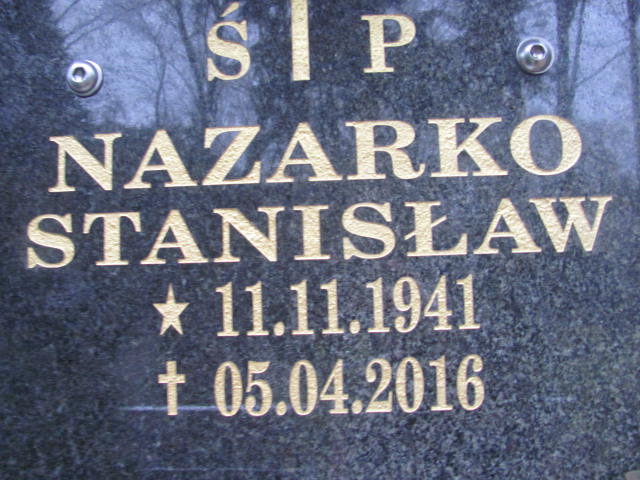 Ś P
NAZARKO
STANISŁAW
★ 11.11.1941
✝ 05.04.2016